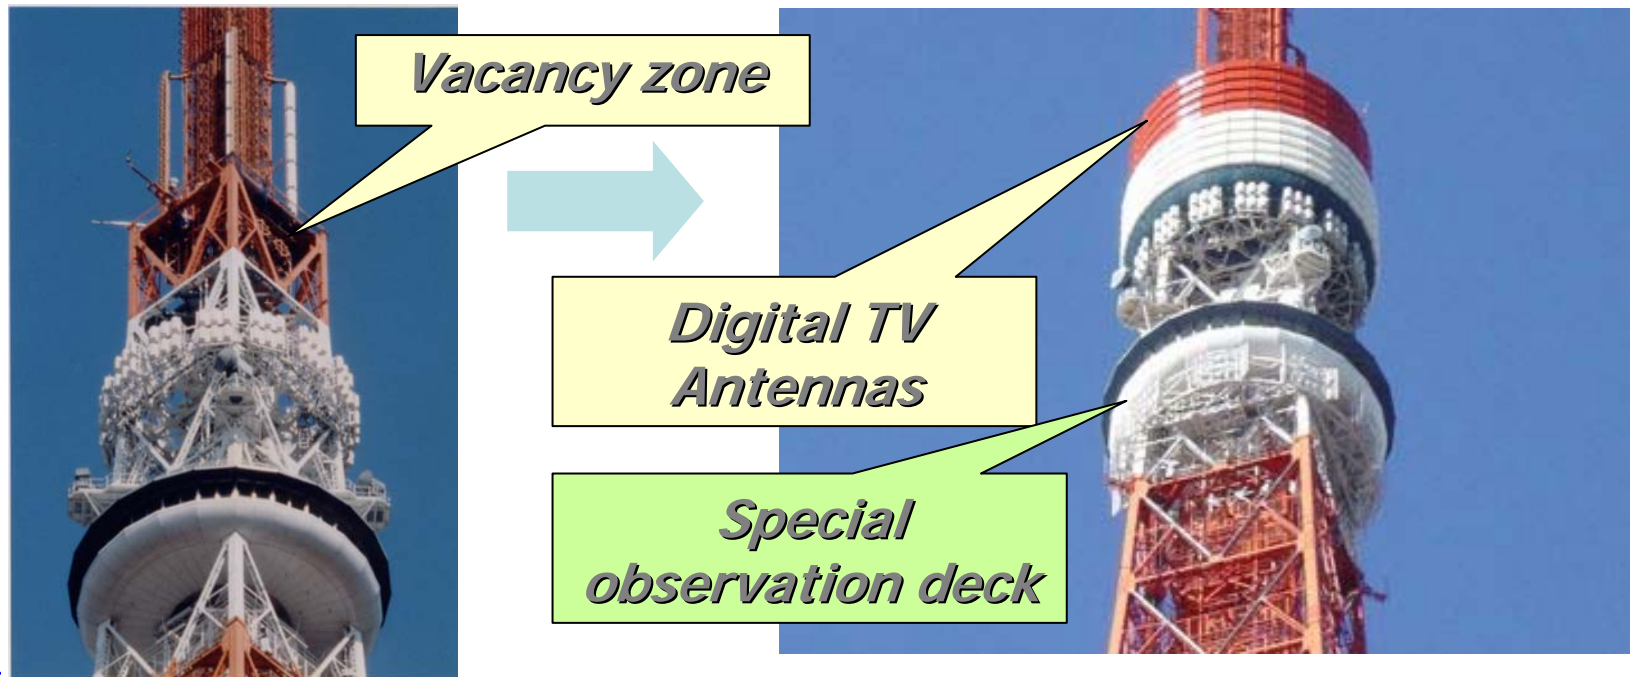 Vacancy zone
Digital TV
Antennas
Special
observation deck